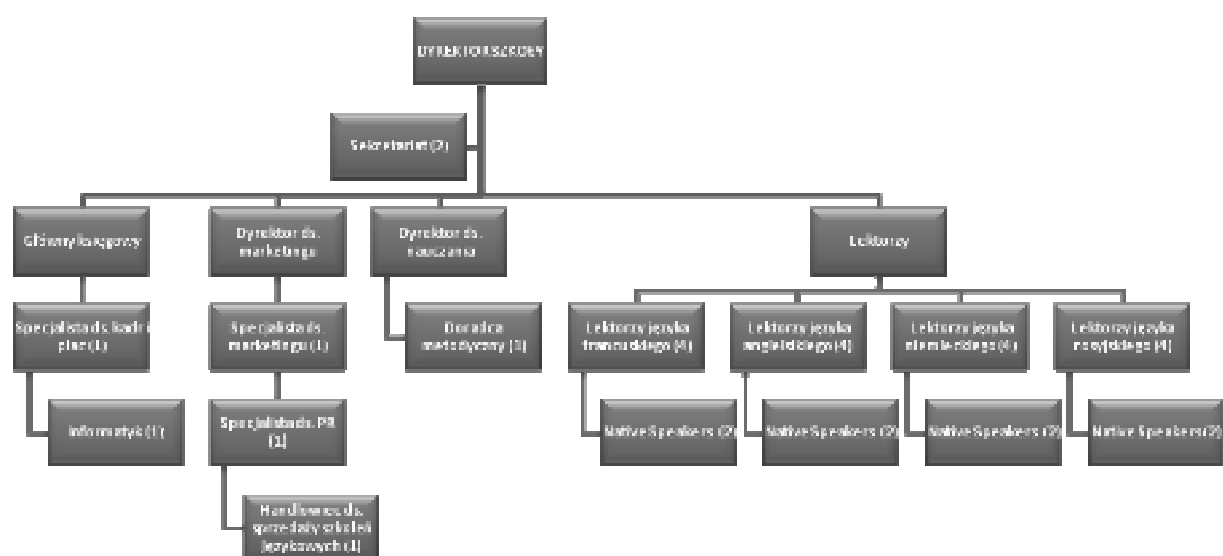 DYREKTOR SZKOŁY
Sekretariat (2)
Główny księgowy
Dyrektor ds.
marketingu
Dyrektor ds.
nauczania
Lektorzy
Specjalista ds. kadr i
płac (1)
Specjalista ds.
marketingu (1)
Doradca
metodyczny (1)
Lektorzy języka
francuskiego (4)
Lektorzy języka
angielskiego (4)
Lektorzy języka
niemieckiego (4)
Lektorzy języka
rosyjskiego (4)
Informatyk (1)
Specjalista ds. PR
(1)
Native Speakers (2)
Native Speakers (2)
Native Speakers (2)
Native Speakers (2)
Handlowiec ds.
sprzedaży szkoleń
językowych (1)